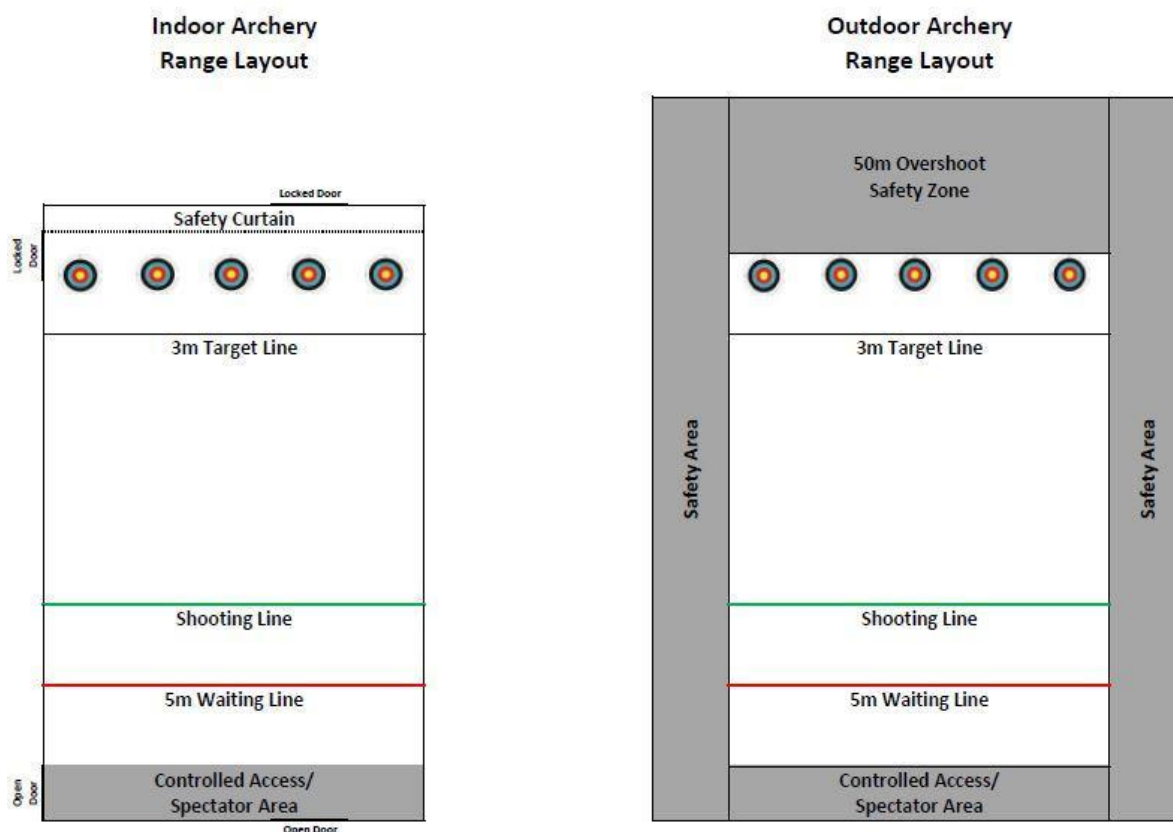 Indoor Archery
Range Layout
Locked Door
Safety Curtain
Locked
Door
3m Target Line
Shooting Line
5m Waiting Line
Open
Door
Controlled Access/
Spectator Area
Open Door
Outdoor Archery
Range Layout
50m Overshoot
Safety Zone
3m Target Line
Safety Area
Safety Area
Shooting Line
5m Waiting Line
Controlled Access/
Spectator Area